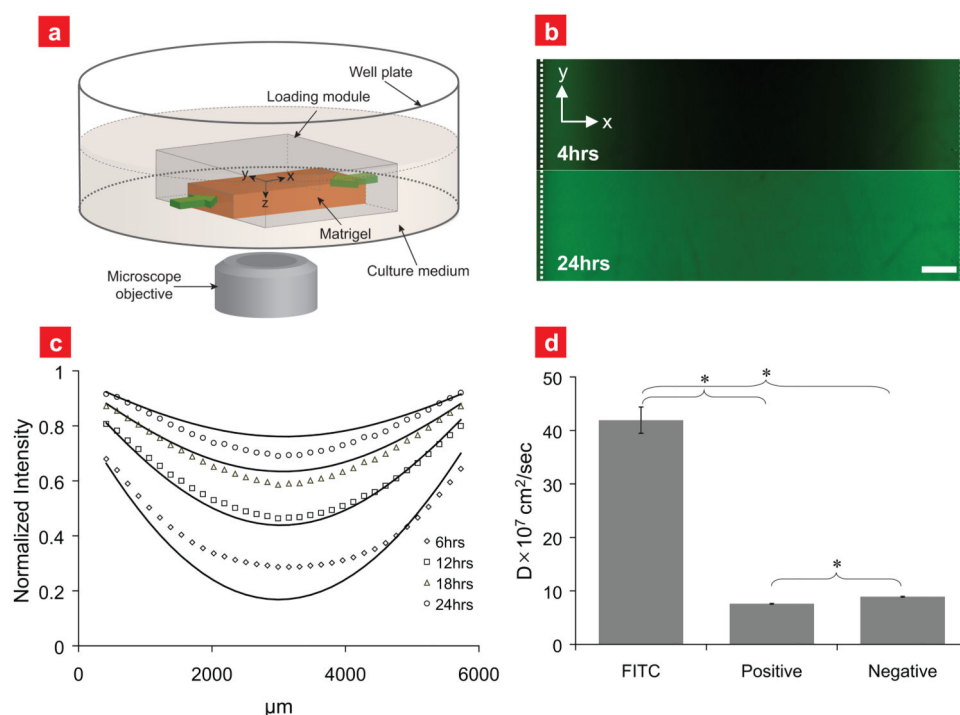 a
Well plate
Loading module
y
x
z
Matrigel
Culture medium
Microscope
objective
b
y
x
4hrs
24hrs
c
Normalized Intensity
1
0.8
0.6
0.4
0.2
0
0
2000
4000
6000
μm
6hrs
12hrs
18hrs
24hrs
d
D×10⁷ cm²/sec
50
40
30
20
10
0
*
*
*
FITC
Positive
Negative